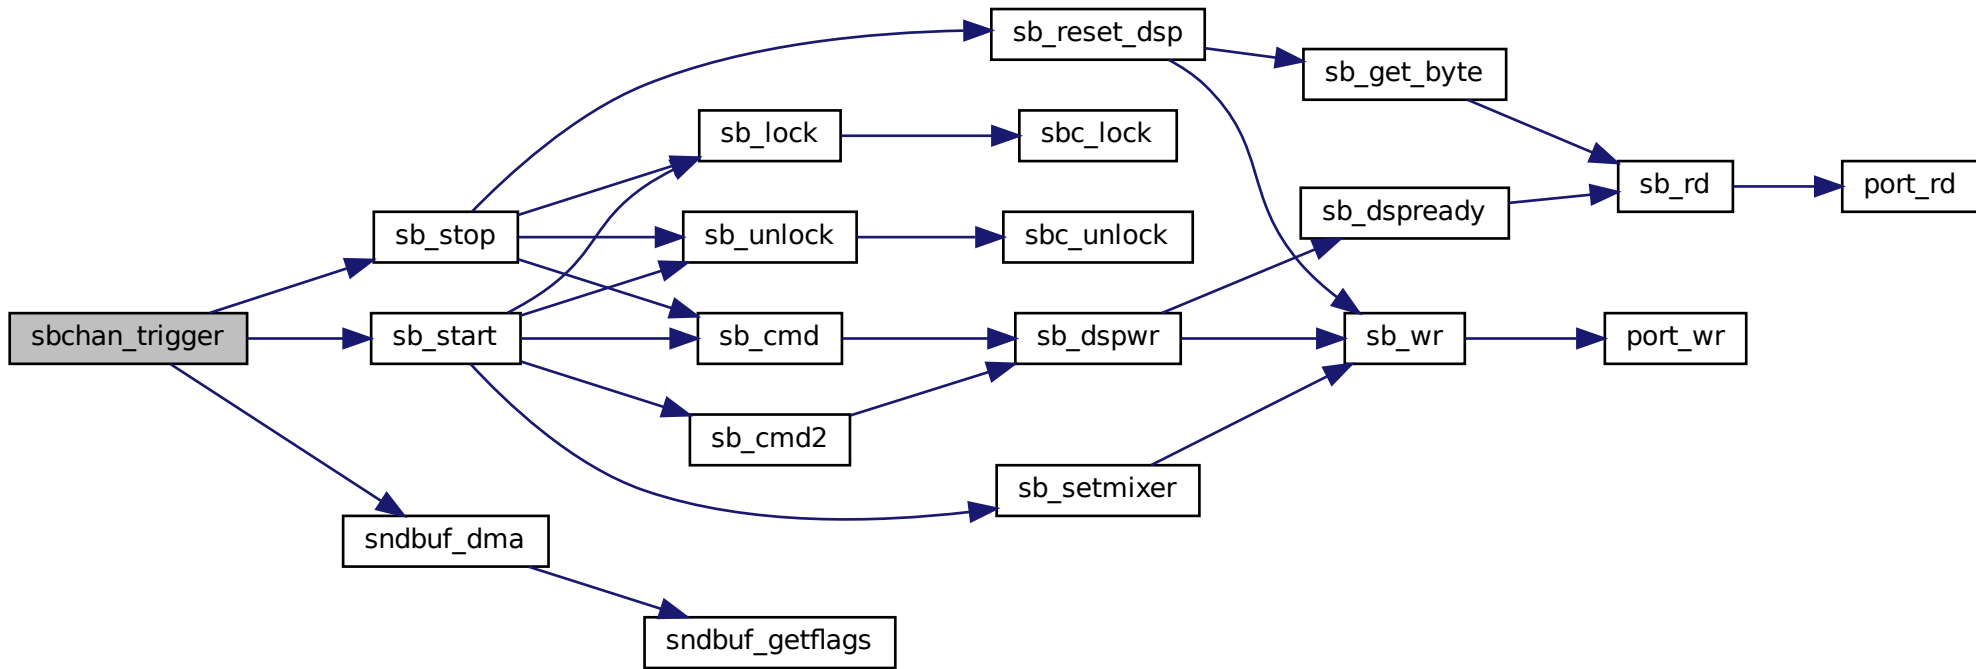 sb_reset_dsp
sb_get_byte
sb_lock
sbc_lock
sb_rd
port_rd
sb_dspready
sb_stop
sb_unlock
sbc_unlock
sbchan_trigger
sb_start
sb_cmd
sb_dspwr
sb_wr
port_wr
sb_cmd2
sb_setmixer
sndbuf_dma
sndbuf_getflags